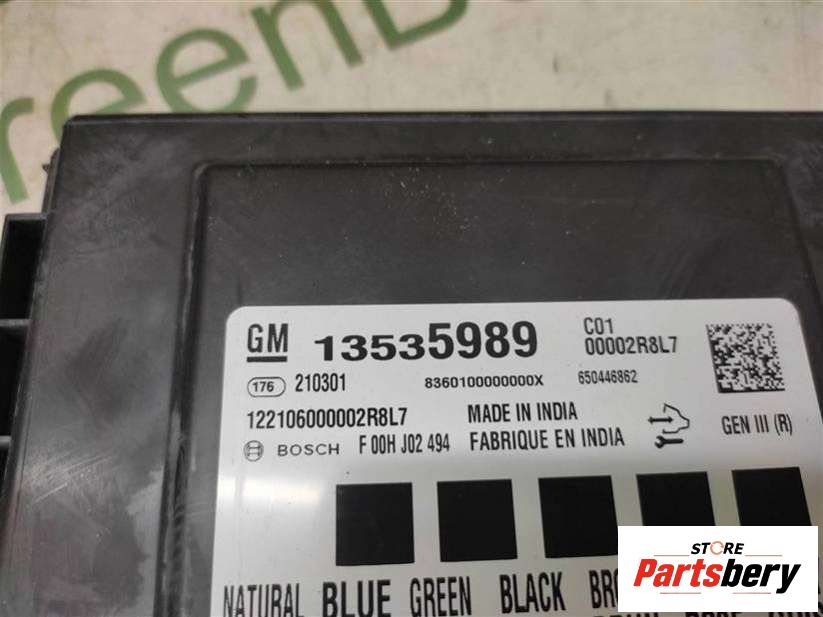 GM 13535989 C01
00002R8L7
176 210301 8360100000000X 650446862
122106000002R8L7 MADE IN INDIA
BOSCH F 00H J02 494 FABRIQUE EN INDIA GEN III (R)
NATURAL BLUE GREEN BLACK
STORE
Partsbery